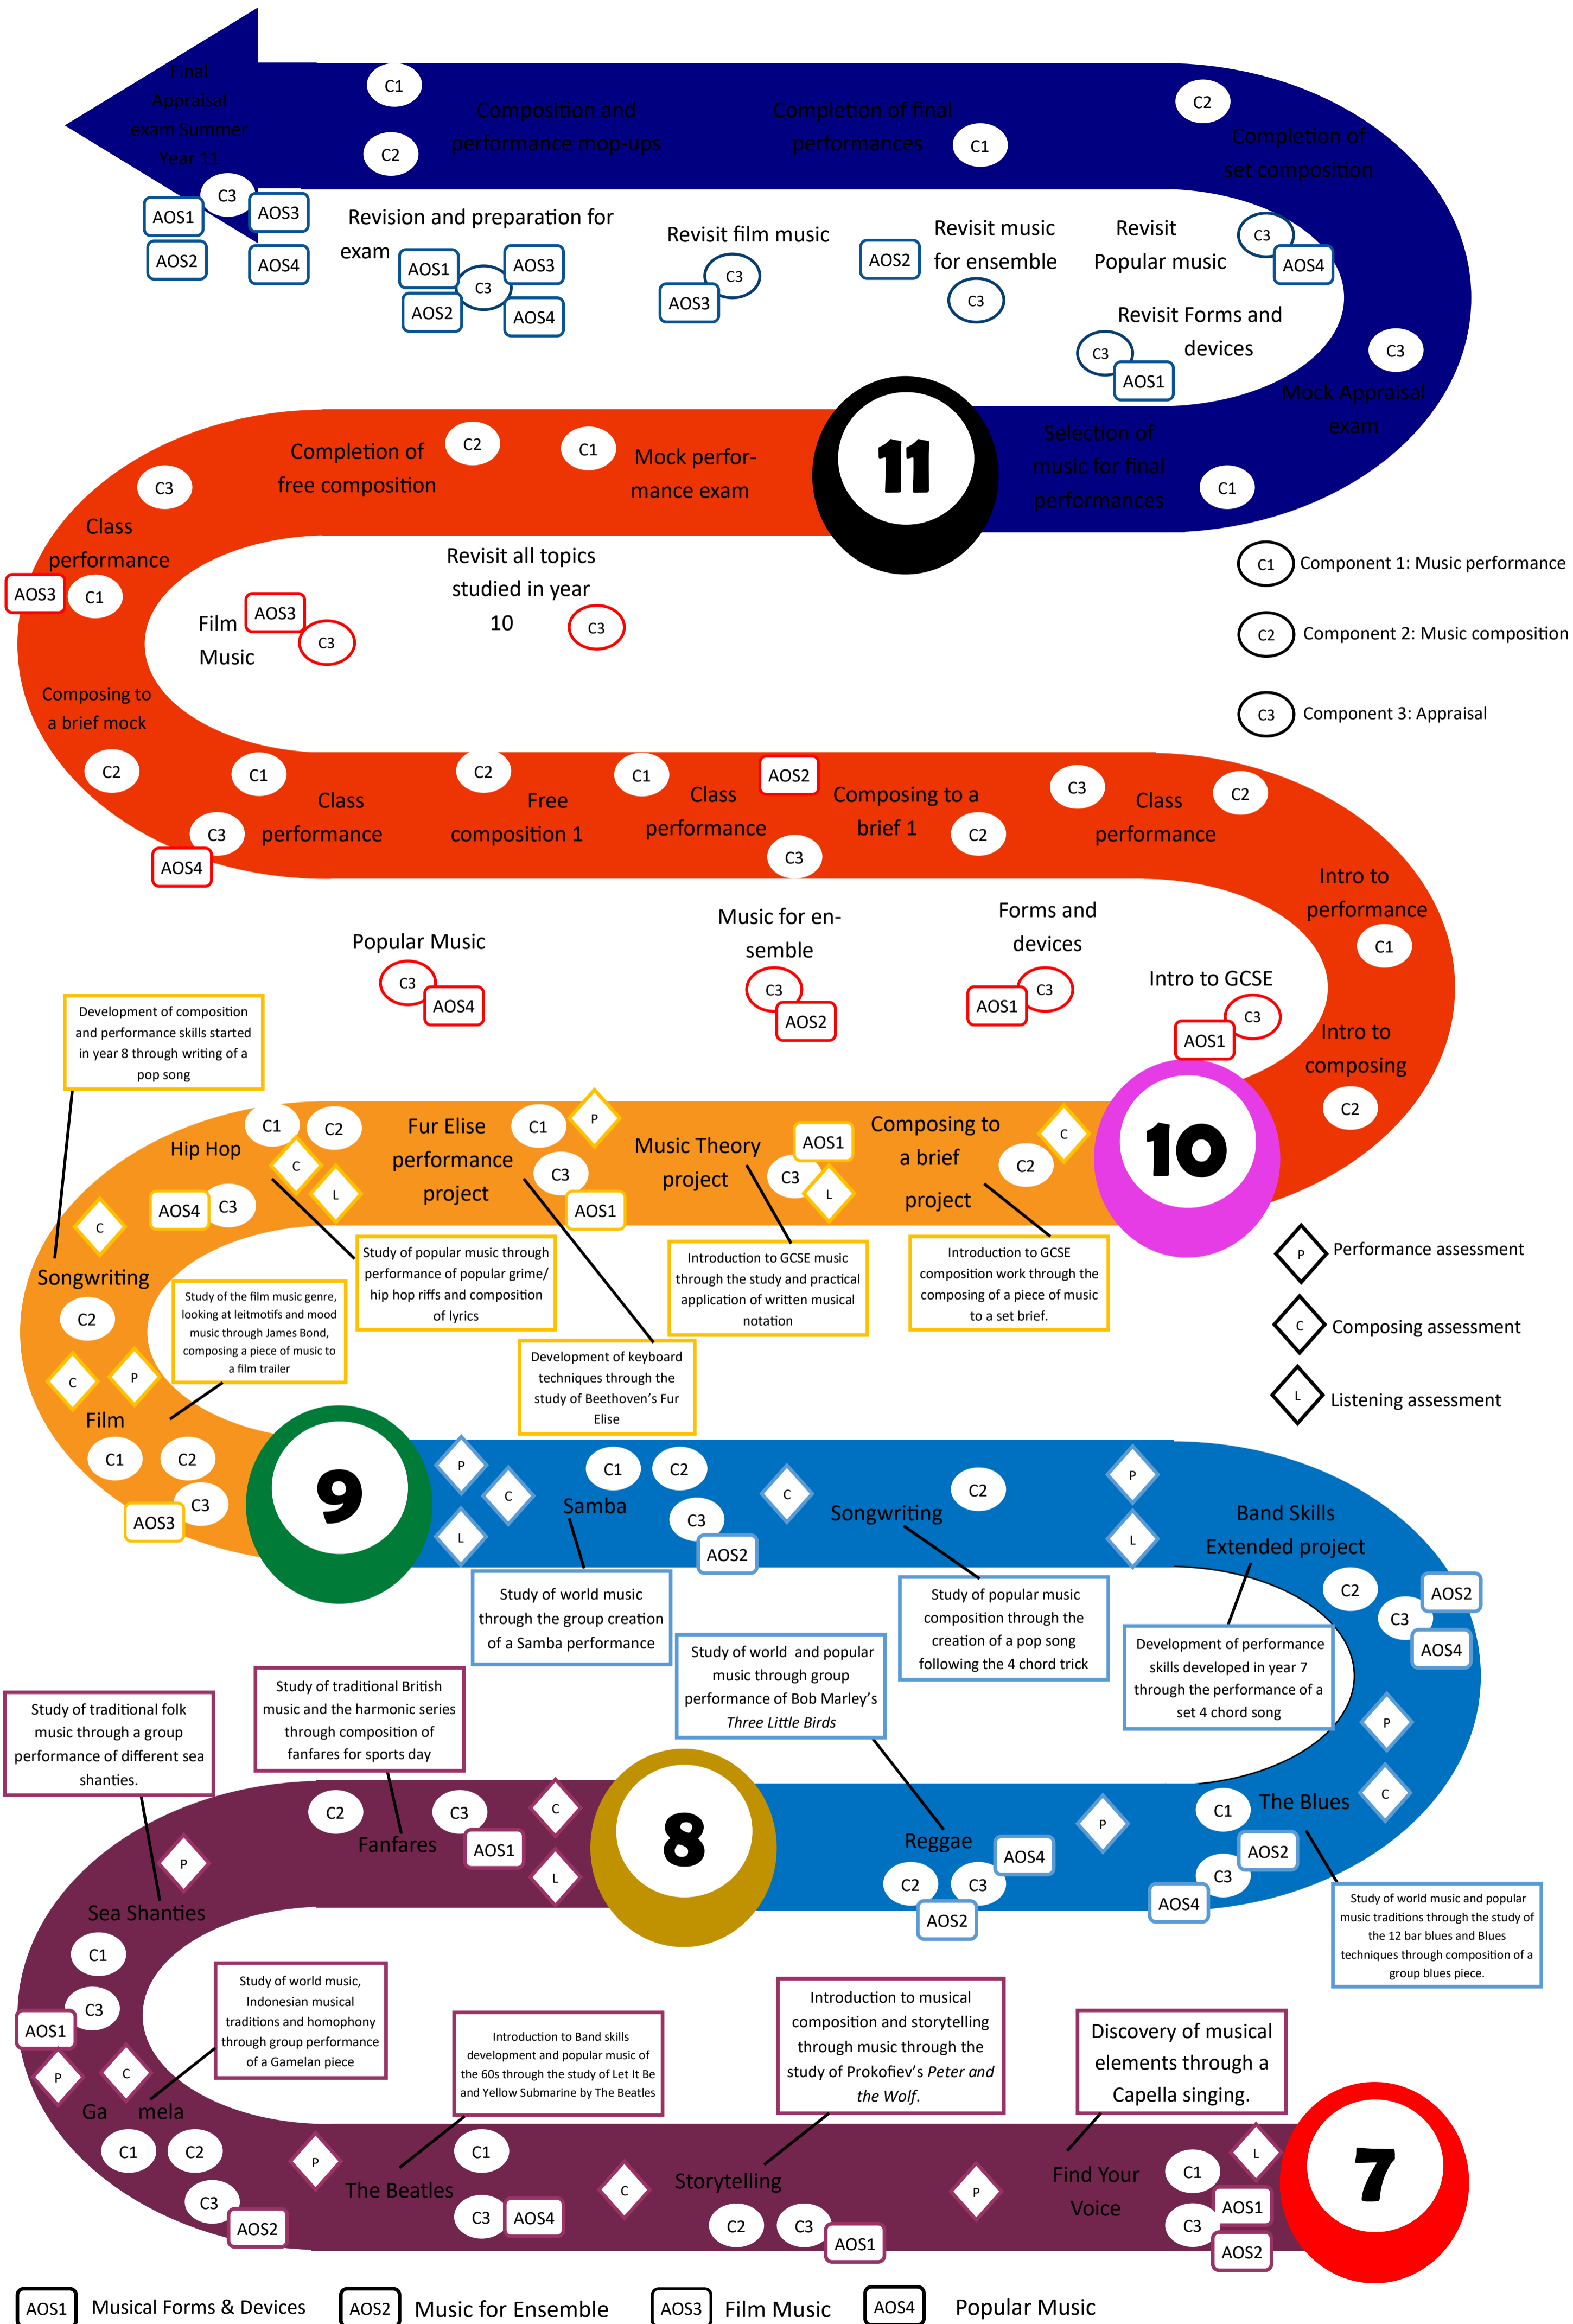 Final
Appraisal
exam Summer
Year 11
C3
AOS1
AOS3
AOS2
AOS4
C1
C2
Composition and
performance mop-ups
Completion of final
performances
C1
C2
Completion of
set composition
Revision and preparation for
exam
AOS1
AOS3
C3
AOS2
AOS4
Revisit film music
C3
AOS3
AOS2
Revisit music
for ensemble
C3
Revisit
Popular music
C3
AOS4
Revisit Forms and
devices
C3
AOS1
C3
Mock Appraisal
exam
Selection of
music for final
performances
C1
11
Mock perfor-
mance exam
C1
C2
Completion of
free composition
C3
Class
performance
AOS3
C1
Film
Music
AOS3
C3
Revisit all topics
studied in year
10
C3
C1
Component 1: Music performance
C2
Component 2: Music composition
C3
Component 3: Appraisal
Composing to
a brief mock
C2
C1
Class
performance
C3
AOS4
C2
Free
composition 1
C1
Class
performance
AOS2
C3
Composing to a
brief 1
C2
C3
Class
performance
C2
Intro to
performance
C1
Intro to
composing
C2
Popular Music
C3
AOS4
Music for en-
semble
C3
AOS2
Forms and
devices
AOS1
C3
Intro to GCSE
C3
AOS1
10
Development of composition
and performance skills started
in year 8 through writing of a
pop song
Hip Hop
C1
C2
C
L
AOS4
C3
Fur Elise
performance
project
C1
P
C3
AOS1
Music Theory
project
AOS1
C3
L
Composing to
a brief
project
C2
C
C
Songwriting
C2
Study of the film music genre,
looking at leitmotifs and mood
music through James Bond,
composing a piece of music to
a film trailer
Study of popular music through
performance of popular grime/
hip hop riffs and composition
of lyrics
Development of keyboard
techniques through the
study of Beethoven's Fur
Elise
Introduction to GCSE music
through the study and practical
application of written musical
notation
Introduction to GCSE
composition work through the
composing of a piece of music
to a set brief.
P
Performance assessment
C
Composing assessment
L
Listening assessment
C
P
Film
C1
C2
C3
AOS3
9
P
C
L
Samba
C1
C2
C3
AOS2
C
Songwriting
C2
P
L
Band Skills
Extended project
C2
C3
AOS2
AOS4
Study of world music
through the group creation
of a Samba performance
Study of popular music
composition through the
creation of a pop song
following the 4 chord trick
Development of performance
skills developed in year 7
through the performance of a
set 4 chord song
Study of world  and popular
music through group
performance of Bob Marley's
Three Little Birds
P
C
The Blues
C1
AOS2
C3
AOS4
P
Reggae
AOS4
C2
C3
AOS2
Study of world music and popular
music traditions through the study of
the 12 bar blues and Blues
techniques through composition of a
group blues piece.
8
Study of traditional folk
music through a group
performance of different sea
shanties.
Study of traditional British
music and the harmonic series
through composition of
fanfares for sports day
C2
C3
C
Fanfares
AOS1
L
P
Sea Shanties
C1
C3
AOS1
P
C
Ga
mela
C1
C2
C3
AOS2
Study of world music,
Indonesian musical
traditions and homophony
through group performance
of a Gamelan piece
Introduction to Band skills
development and popular music of
the 60s through the study of Let It Be
and Yellow Submarine by The Beatles
Introduction to musical
composition and storytelling
through music through the
study of Prokofiev's Peter and
the Wolf.
Discovery of musical
elements through a
Capella singing.
P
The Beatles
C1
C3
AOS4
C
Storytelling
C2
C3
AOS1
P
Find Your
Voice
C1
L
AOS1
C3
AOS2
7
AOS1
Musical Forms & Devices
AOS2
Music for Ensemble
AOS3
Film Music
AOS4
Popular Music